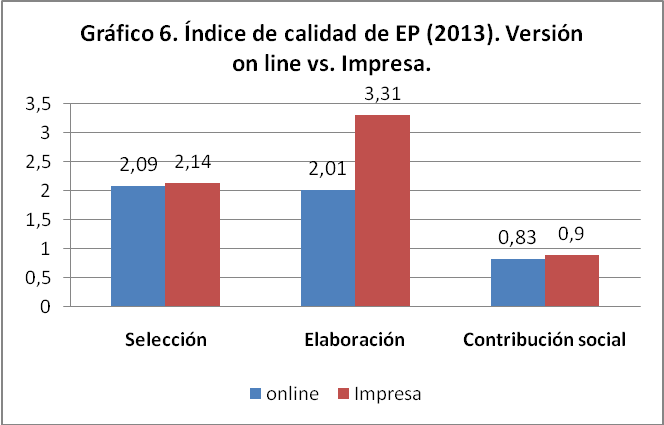 Gráfico 6. Índice de calidad de EP (2013). Versión
on line vs. Impresa.
3,5
3
2,5
2
1,5
1
0,5
0
2,09
2,14
2,01
3,31
0,83
0,9
Selección
Elaboración
Contribución social
online
Impresa